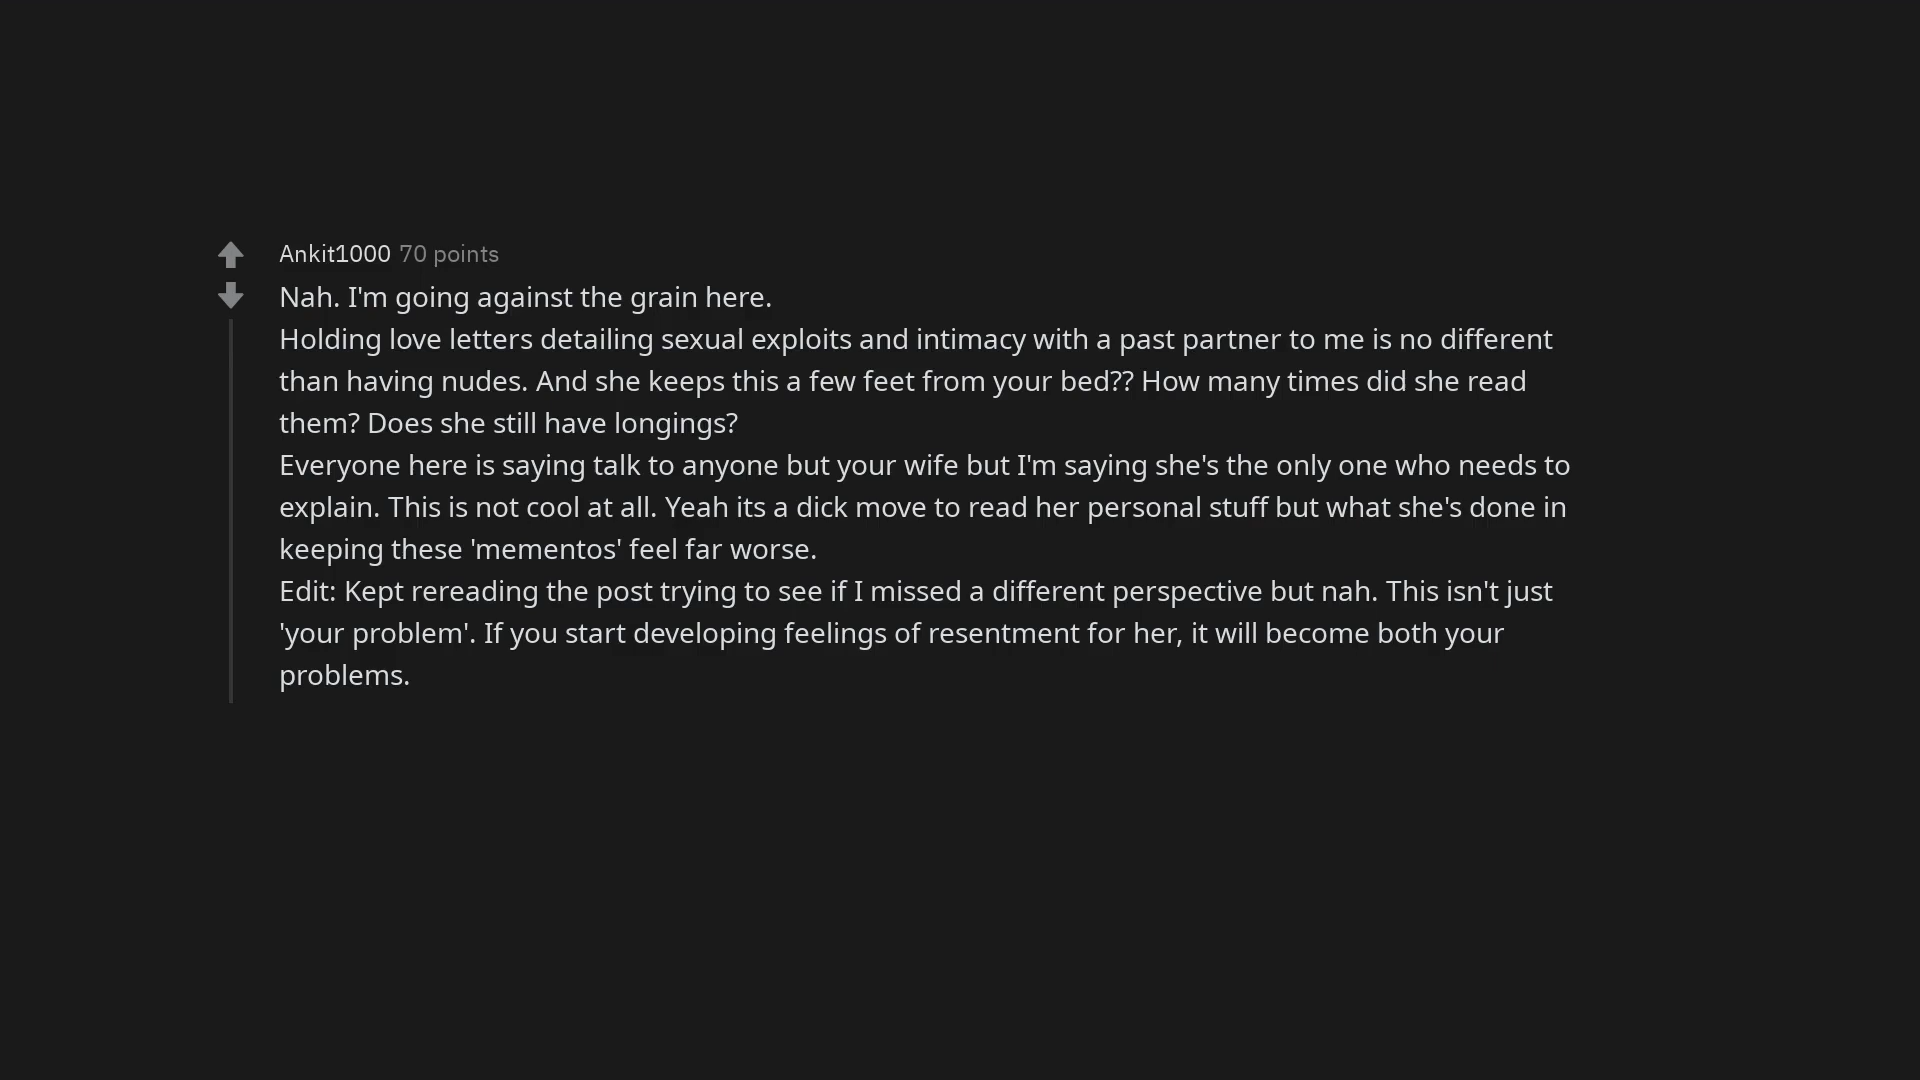 Ankit1000 70 points
Nah. I'm going against the grain here.
Holding love letters detailing sexual exploits and intimacy with a past partner to me is no different
than having nudes. And she keeps this a few feet from your bed?? How many times did she read
them? Does she still have longings?
Everyone here is saying talk to anyone but your wife but I'm saying she's the only one who needs to
explain. This is not cool at all. Yeah its a dick move to read her personal stuff but what she's done in
keeping these 'mementos' feel far worse.
Edit: Kept rereading the post trying to see if I missed a different perspective but nah. This isn't just
'your problem'. If you start developing feelings of resentment for her, it will become both your
problems.